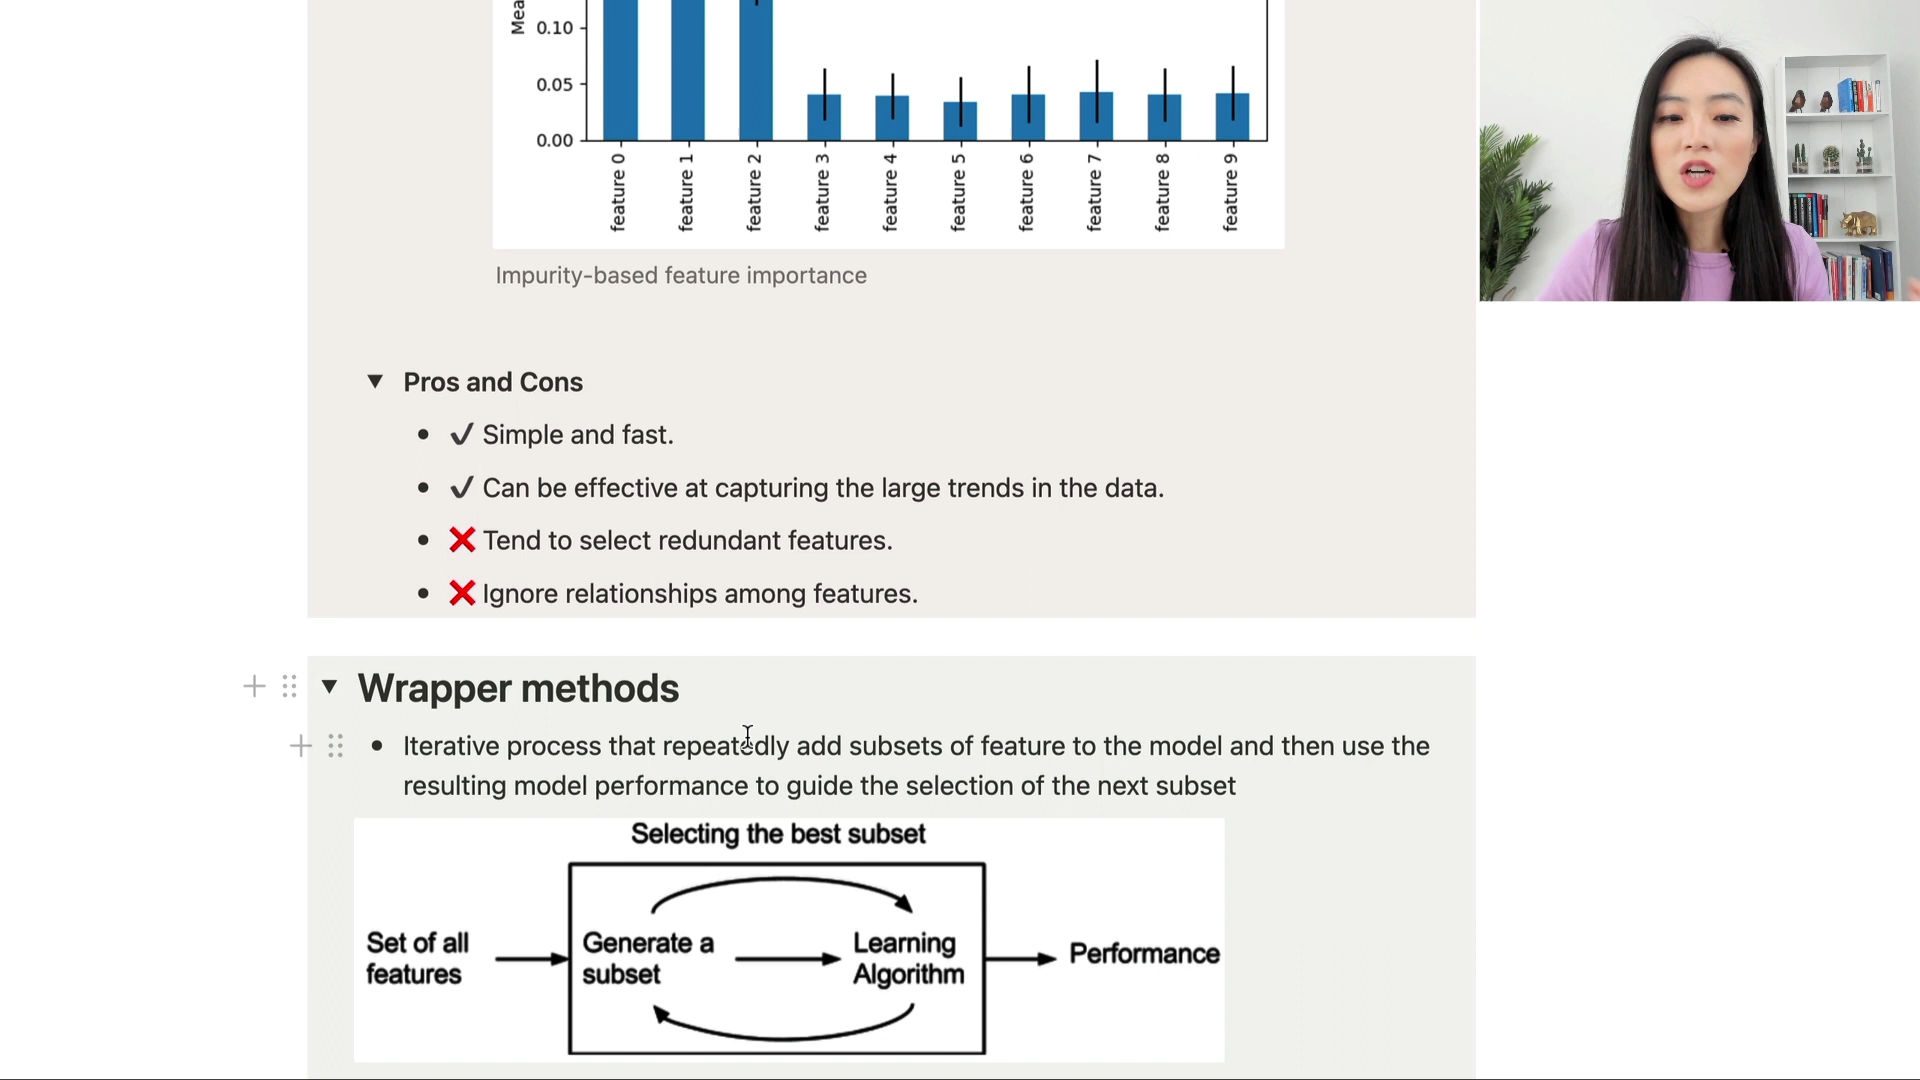 Mea
0.10
0.05
0.00
feature 0
feature 1
feature 2
feature 3
feature 4
feature 5
feature 6
feature 7
feature 8
feature 9
Impurity-based feature importance
▼ Pros and Cons
• ✔ Simple and fast.
• ✔ Can be effective at capturing the large trends in the data.
• ❌ Tend to select redundant features.
• ❌ Ignore relationships among features.
▼ Wrapper methods
• Iterative process that repeatedly add subsets of feature to the model and then use the
resulting model performance to guide the selection of the next subset
Selecting the best subset
Set of all
features
Generate a
subset
Learning
Algorithm
Performance